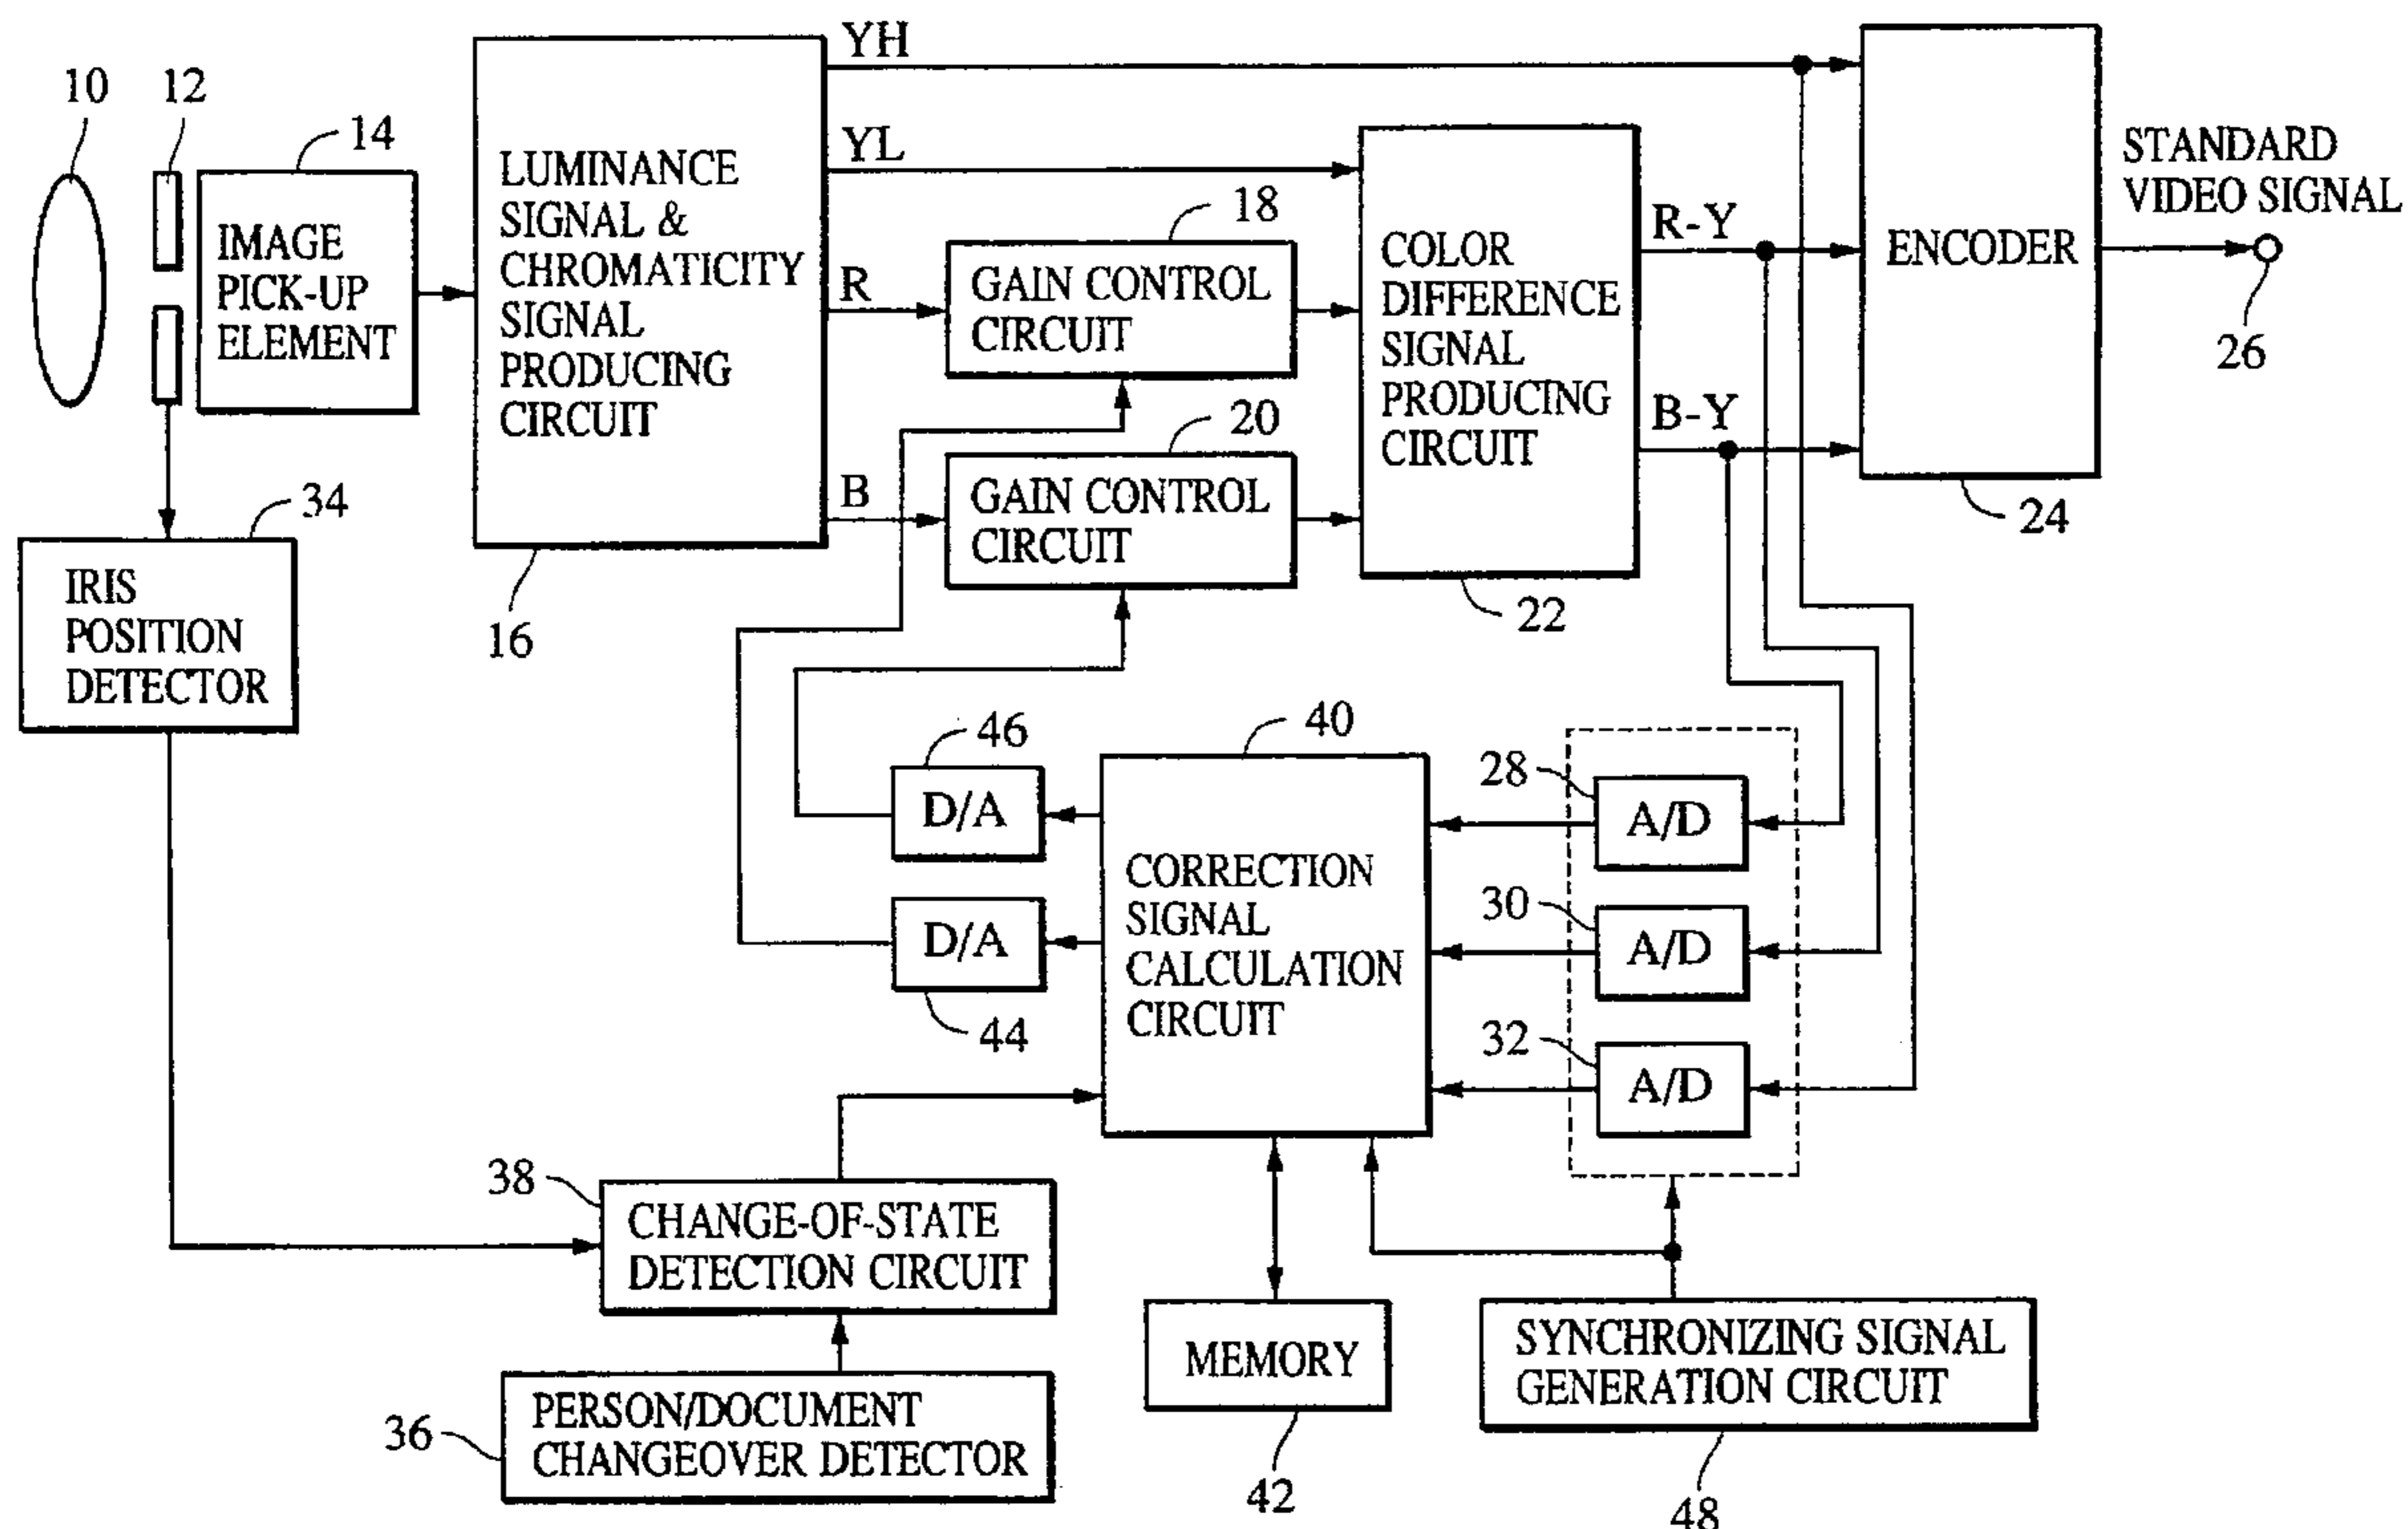 10
12
14
IMAGE
PICK-UP
ELEMENT
LUMINANCE
SIGNAL &
CHROMATICITY
SIGNAL
PRODUCING
CIRCUIT
16
YH
YL
R
B
18
GAIN CONTROL
CIRCUIT
20
GAIN CONTROL
CIRCUIT
COLOR
DIFFERENCE
SIGNAL
PRODUCING
CIRCUIT
22
R-Y
B-Y
ENCODER
24
STANDARD
VIDEO SIGNAL
26
34
IRIS
POSITION
DETECTOR
46
D/A
D/A
44
40
CORRECTION
SIGNAL
CALCULATION
CIRCUIT
28
A/D
30
A/D
32
A/D
38
CHANGE-OF-STATE
DETECTION CIRCUIT
36
PERSON/DOCUMENT
CHANGEOVER DETECTOR
MEMORY
42
SYNCHRONIZING SIGNAL
GENERATION CIRCUIT
48